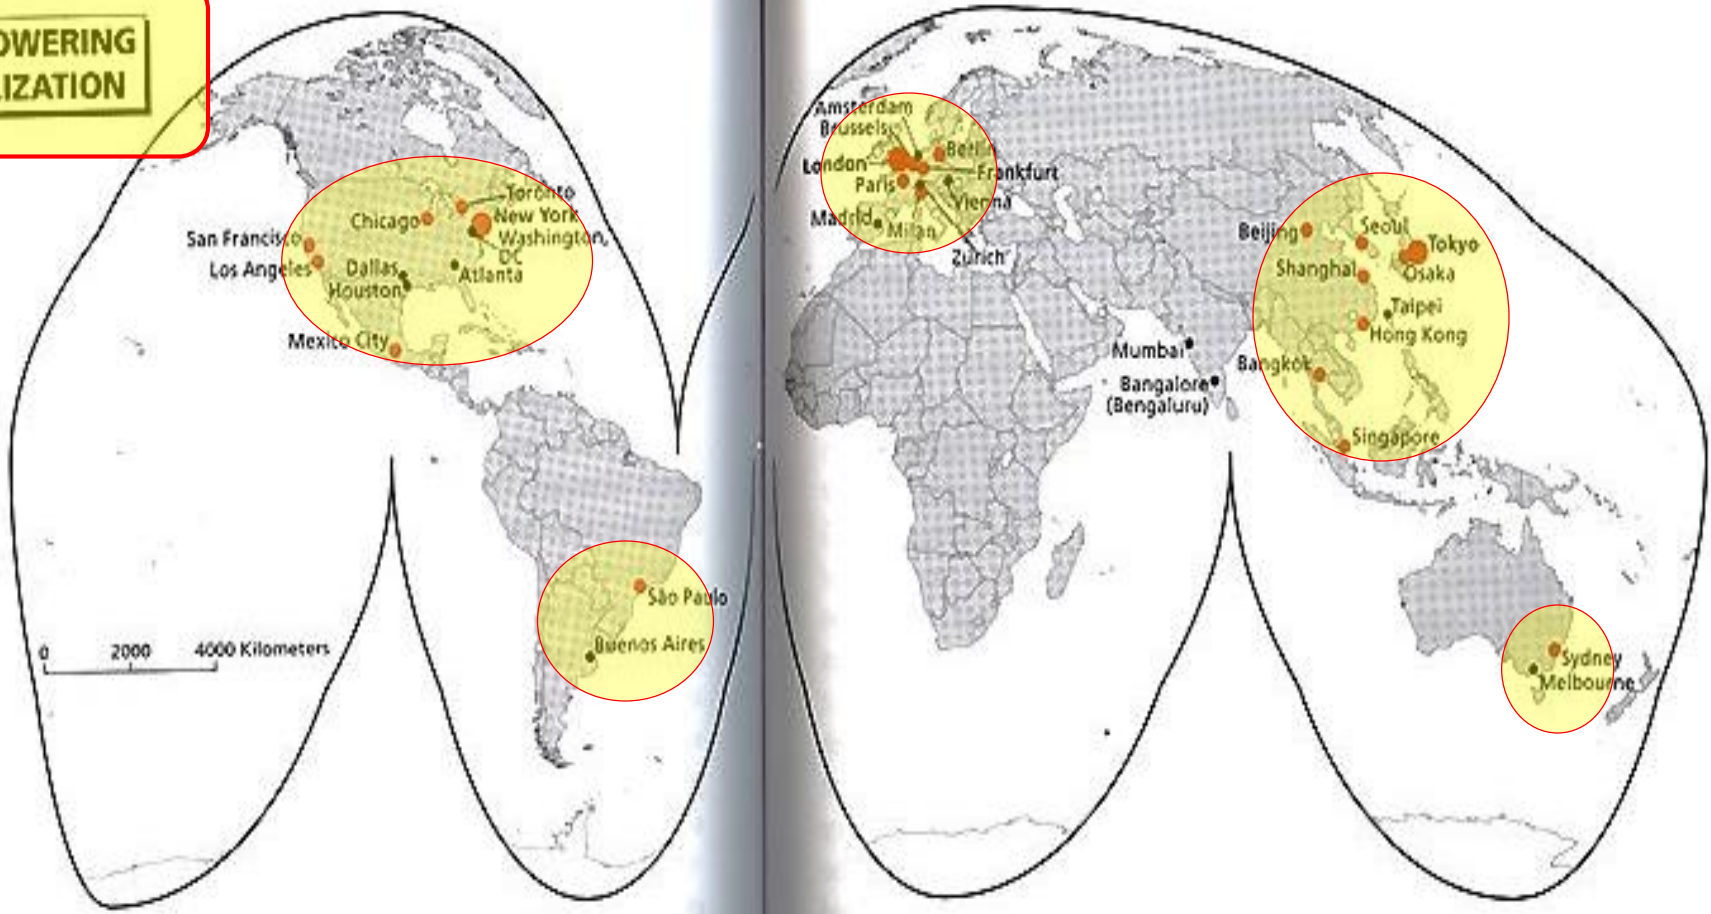 OWERING
IZATION
Toronto
Chicago
New York
San Francisco
Washington,
DC
Los Angeles
Dallas
Atlanta
Houston
Mexico City
São Paulo
Buenos Aires
0 2000 4000 Kilometers
Amsterdam
Brussels
Berlin
London
Frankfurt
Paris
Vienna
Madrid
Milan
Zurich
Beijing
Seoul
Tokyo
Shanghai
Osaka
Taipei
Hong Kong
Mumbai
Bangkok
Bangalore
(Bengaluru)
Singapore
Sydney
Melbourne